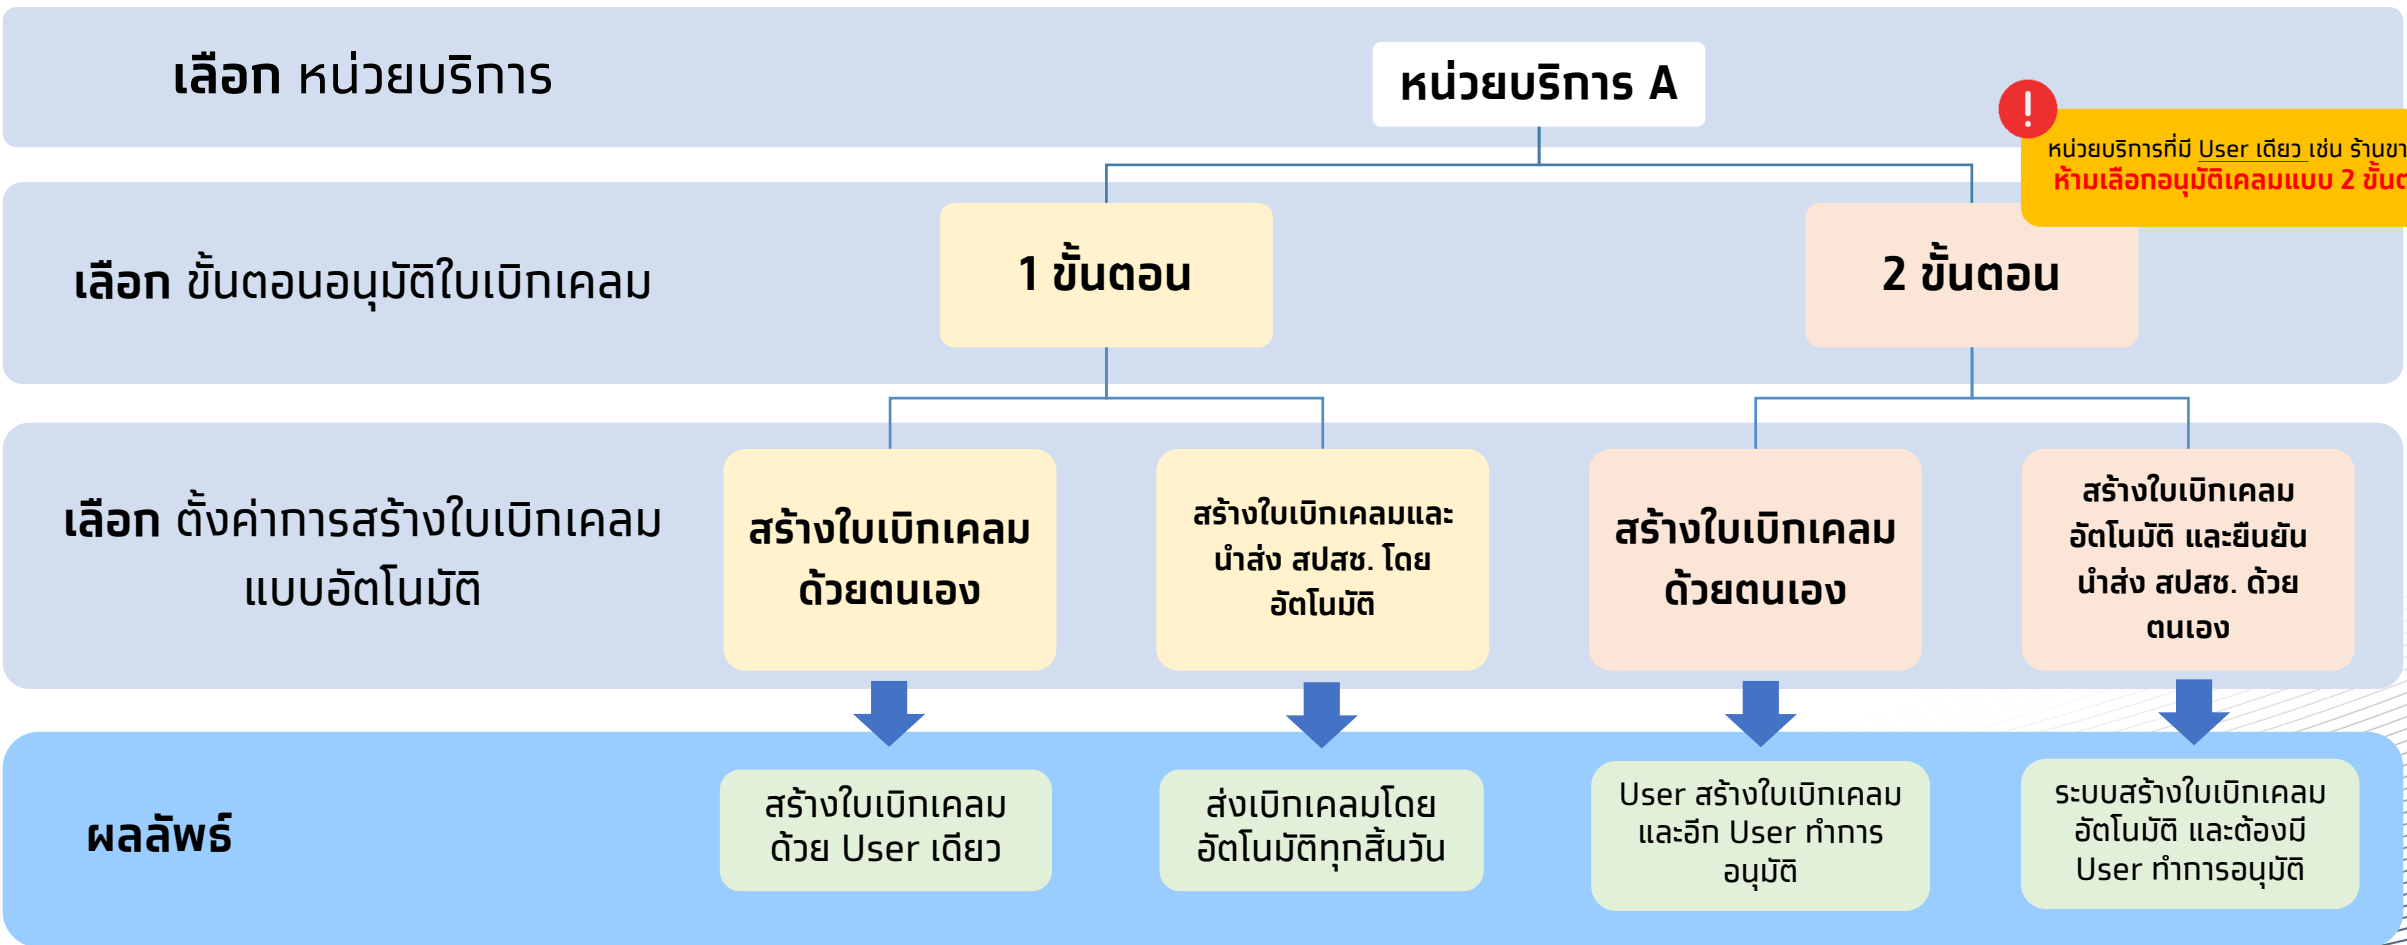 เลือก หน่วยบริการ
หน่วยบริการ A
หน่วยบริการที่มี User เดียว เช่น
ห้ามเลือกอนุมัติเคลมแบบ 2
เลือก ขั้นตอนอนุมัติใบเบิกเคลม
1 ขั้นตอน
2 ขั้นตอน
เลือก ตั้งค่าการสร้างใบเบิกเคลม
แบบอัตโนมัติ
สร้างใบเบิกเคลม
ด้วยตนเอง
สร้างใบเบิกเคลมและ
นำส่ง สปสช. โดย
อัตโนมัติ
สร้างใบเบิกเคลม
ด้วยตนเอง
สร้างใบเบิกเคลม
อัตโนมัติ และยืนยัน
นำส่ง สปสช. ด้วย
ตนเอง
ผลลัพธ์
สร้างใบเบิกเคลม
ด้วย User เดียว
ส่งเบิกเคลมโดย
อัตโนมัติทุกสิ้นวัน
User สร้างใบเบิกเคลม
และอีก User ทำการ
อนุมัติ
ระบบสร้างใบเบิกเคลม
อัตโนมัติ และต้องมี
User ทำการอนุมัติ